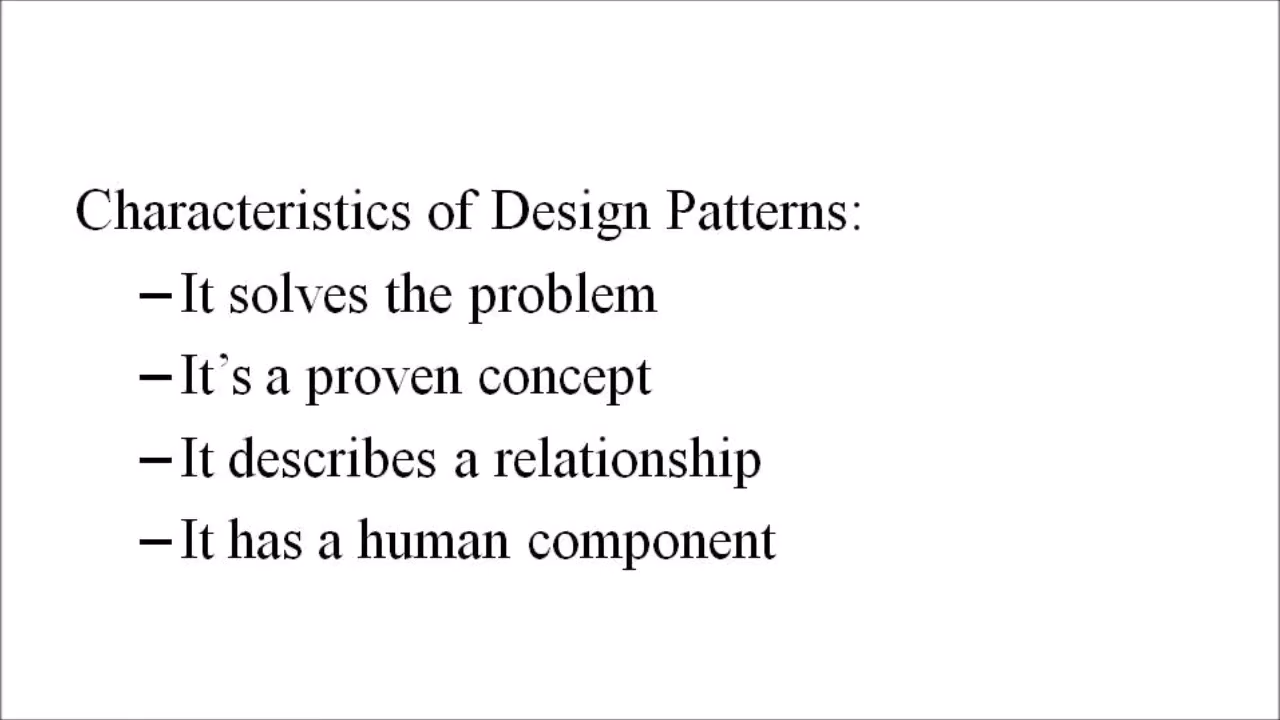 Characteristics of Design Patterns:
– It solves the problem
– It’s a proven concept
– It describes a relationship
– It has a human component